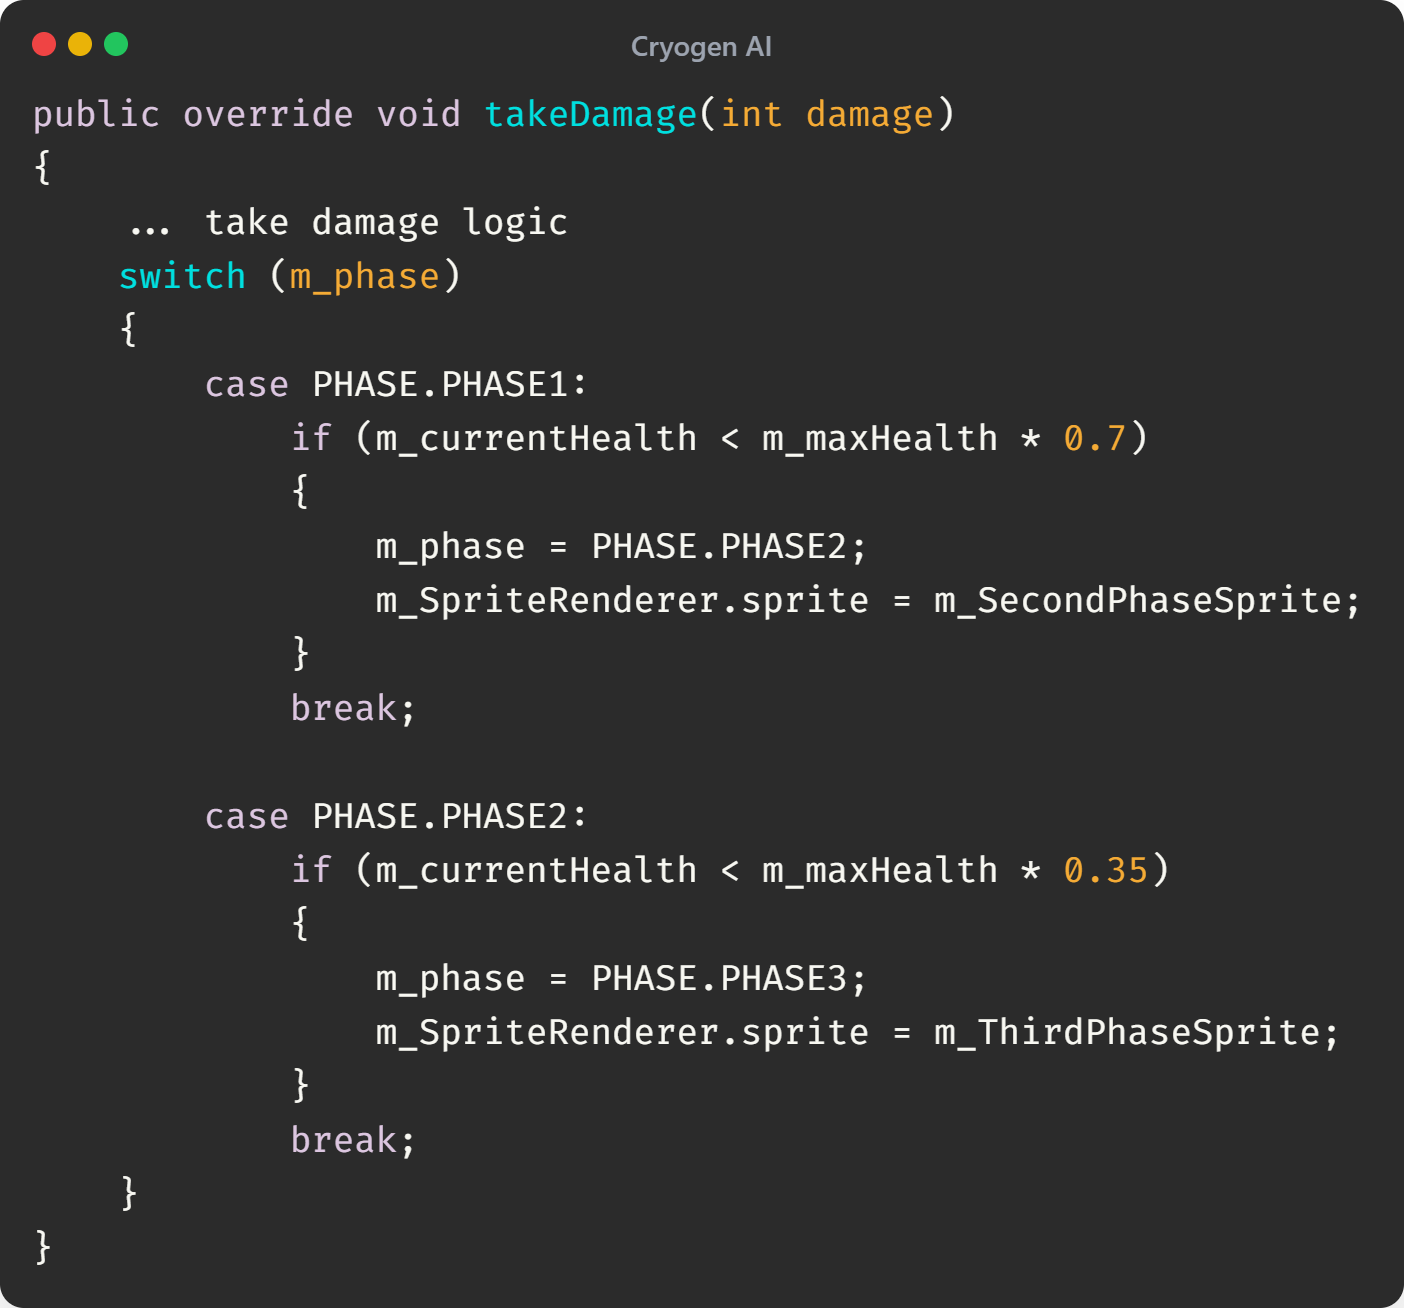 Cryogen AI
public override void takeDamage(int damage)
{
    ... take damage logic
    switch (m_phase)
    {
        case PHASE.PHASE1:
            if (m_currentHealth < m_maxHealth * 0.7)
            {
                m_phase = PHASE.PHASE2;
                m_SpriteRenderer.sprite = m_SecondPhaseSprite;
            }
            break;

        case PHASE.PHASE2:
            if (m_currentHealth < m_maxHealth * 0.35)
            {
                m_phase = PHASE.PHASE3;
                m_SpriteRenderer.sprite = m_ThirdPhaseSprite;
            }
            break;
    }
}